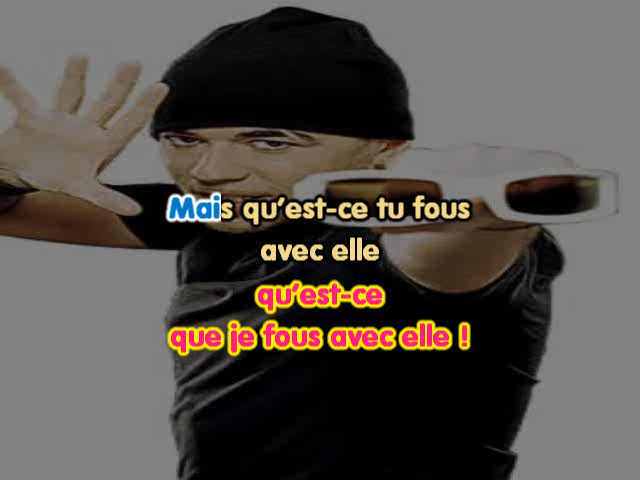 Mais qu'est-ce tu fous
avec elle
qu'est-ce
que je fous avec elle !